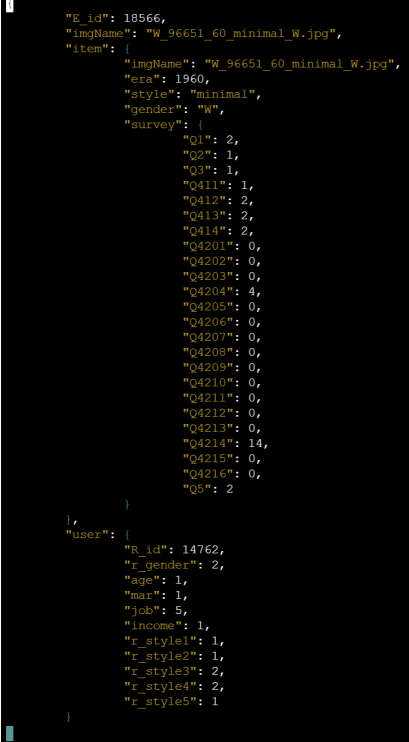 {
"E_id": 18566,
"imgName": "W_96651_60_minimal_W.jpg",
"item": {
"imgName": "W_96651_60_minimal_W.jpg",
"era": 1960,
"style": "minimal",
"gender": "W",
"survey": {
"Q1": 2,
"Q2": 1,
"Q3": 1,
"Q411": 1,
"Q412": 2,
"Q413": 2,
"Q414": 2,
"Q4201": 0,
"Q4202": 0,
"Q4203": 0,
"Q4204": 4,
"Q4205": 0,
"Q4206": 0,
"Q4207": 0,
"Q4208": 0,
"Q4209": 0,
"Q4210": 0,
"Q4211": 0,
"Q4212": 0,
"Q4213": 0,
"Q4214": 14,
"Q4215": 0,
"Q4216": 0,
"Q5": 2
}
},
"user": {
"R_id": 14762,
"r_gender": 2,
"age": 1,
"mar": 1,
"job": 5,
"income": 1,
"r_style1": 1,
"r_style2": 1,
"r_style3": 2,
"r_style4": 2,
"r_style5": 1
}